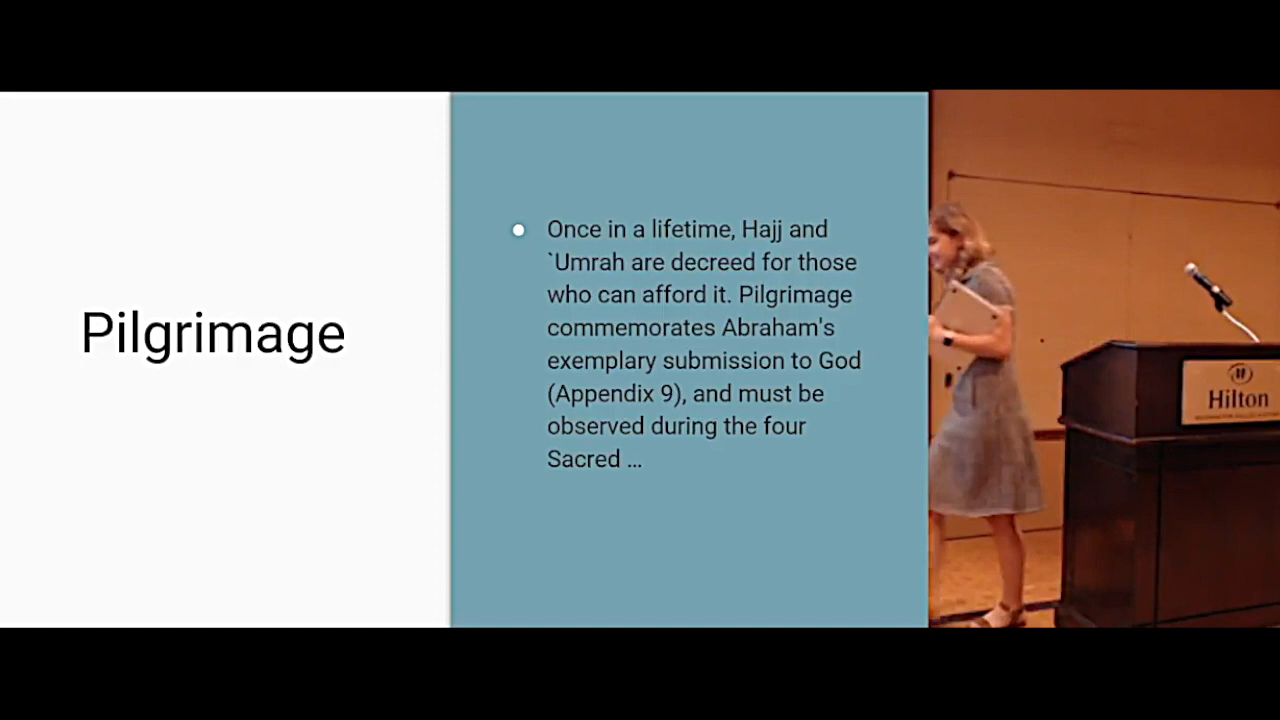 Pilgrimage
Once in a lifetime, Hajj and
`Umrah are decreed for those
who can afford it. Pilgrimage
commemorates Abraham's
exemplary submission to God
(Appendix 9), and must be
observed during the four
Sacred ...
Hilton